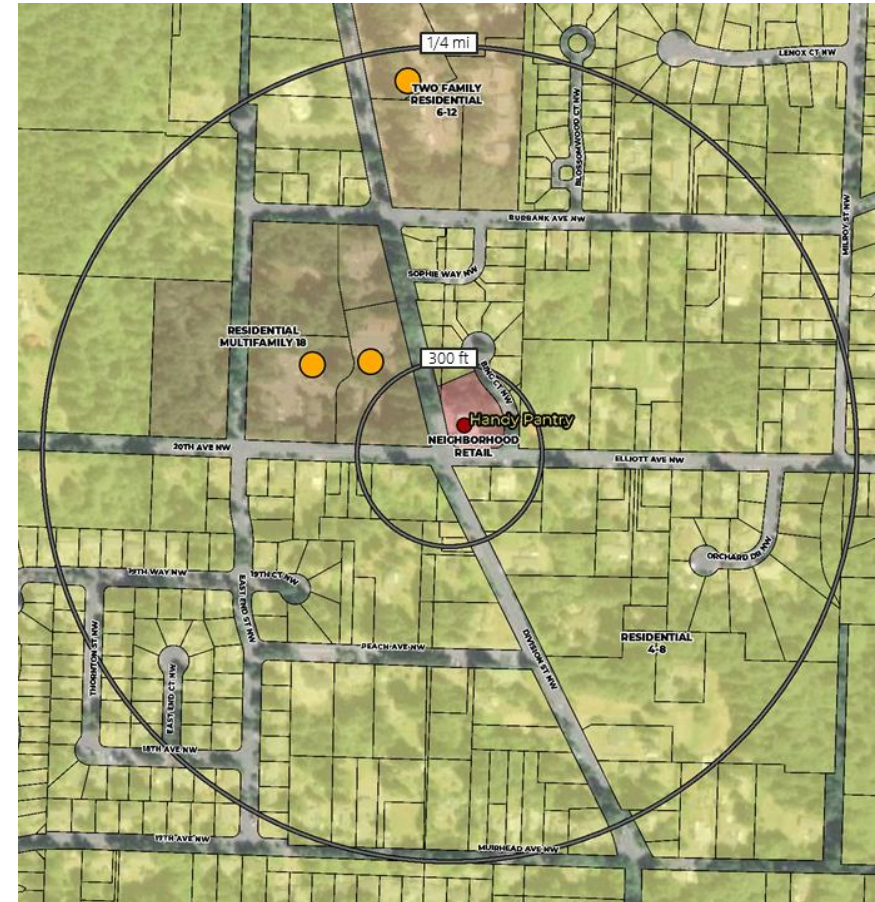 1/4 mi
LENOX CT NW
TWO FAMILY
RESIDENTIAL
6-12
BLOSSOMWOOD CT NW
MILROY ST NW
BURBANK AVE NW
SOPHIE WAY NW
RESIDENTIAL
MULTIFAMILY 18
300 ft
BING CT NW
Handy Pantry
NEIGHBORHOOD
RETAIL
20TH AVE NW
ELLIOTT AVE NW
ORCHARD DR NW
19TH WAY NW
19TH CT NW
EAST END ST NW
THORNTON ST NW
EAST END CT NW
PEACH AVE NW
DIVISION ST NW
RESIDENTIAL
4-8
18TH AVE NW
17TH AVE NW
MUIRHEAD AVE NW